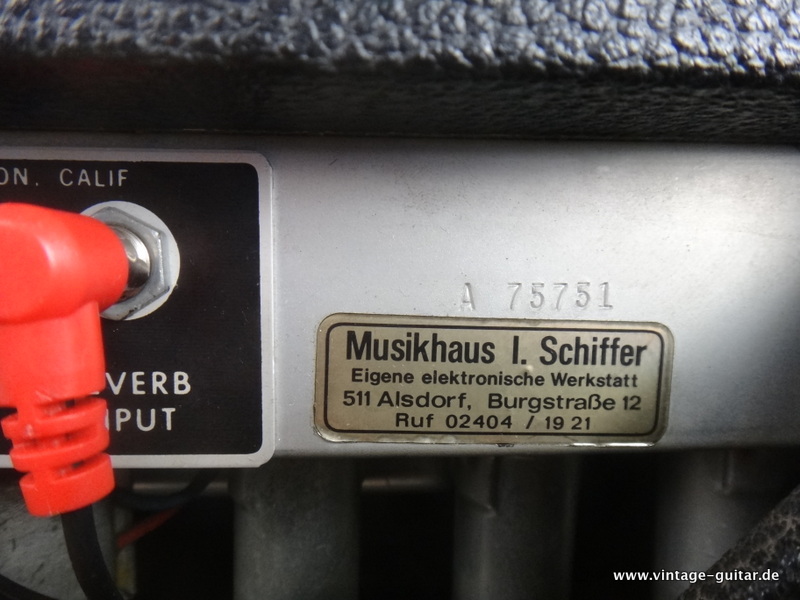 ON. CALIF
A 75751
Musikhaus I. Schiffer
Eigene elektronische Werkstatt
511 Alsdorf, Burgstraße 12
Ruf 02404 / 19 21
VERB
NPUT
www.vintage-guitar.de